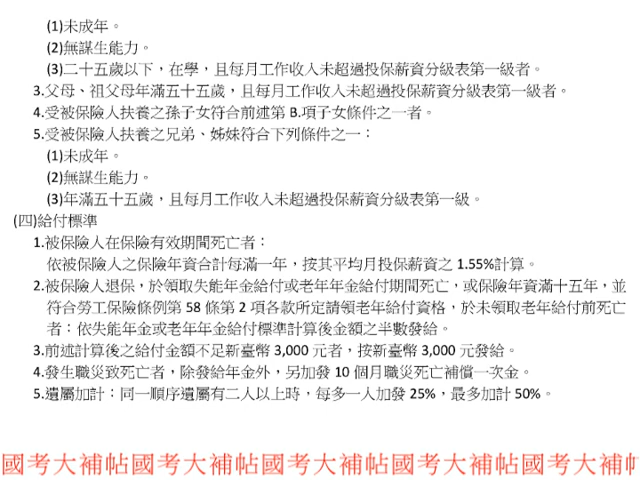 (1)未成年。
(2)無謀生能力。
(3)二十五歲以下，在學，且每月工作收入未超過投保薪資分級表第一級者。
3.父母、祖父母年滿五十五歲，且每月工作收入未超過投保薪資分級表第一級者。
4.受被保險人扶養之孫子女符合前述第 B.項子女條件之一者。
5.受被保險人扶養之兄弟、姊妹符合下列條件之一：
(1)未成年。
(2)無謀生能力。
(3)年滿五十五歲，且每月工作收入未超過投保薪資分級表第一級。
(四)給付標準
1.被保險人在保險有效期間死亡者：
依被保險人之保險年資合計每滿一年，按其平均月投保薪資之 1.55%計算。
2.被保險人退保，於領取失能年金給付或老年年金給付期間死亡，或保險年資滿十五年，並
符合勞工保險條例第 58 條第 2 項各款所定請領老年給付資格，於未領取老年給付前死亡
者：依失能年金或老年年金給付標準計算後金額之半數發給。
3.前述計算後之給付金額不足新臺幣 3,000 元者，按新臺幣 3,000 元發給。
4.發生職災致死亡者，除發給年金外，另加發 10 個月職災死亡補償一次金。
5.遺屬加計：同一順序遺屬有二人以上時，每多一人加發 25%，最多加計 50%。
國考大補帖國考大補帖國考大補帖國考大補帖國考大補帖